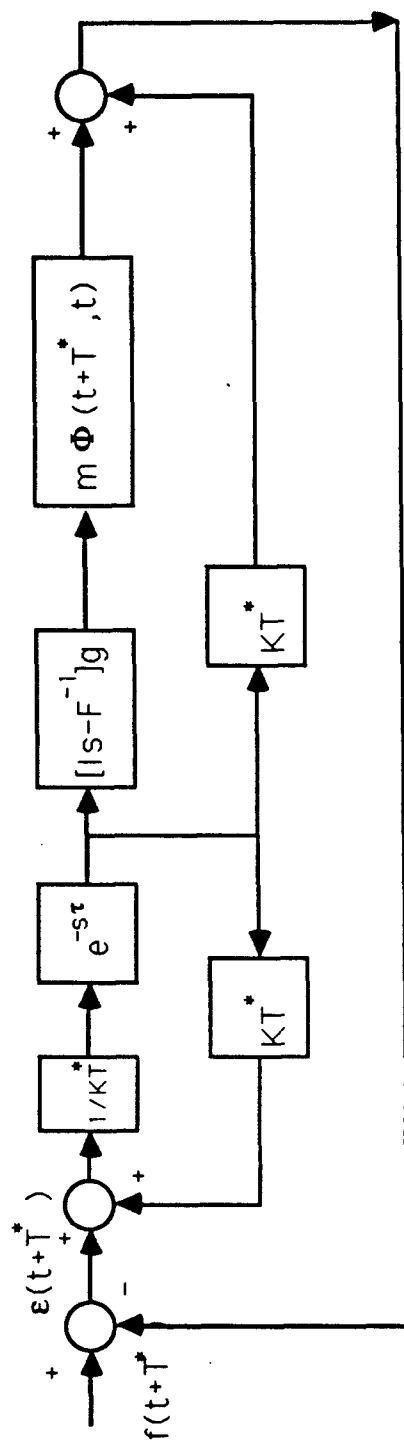 f(t+T*)
+
-
ε(t+T*)
+
+
1/KT*
e^-sτ
[Is-F^-1]g
m Φ (t+T*,t)
+
+
KT*
KT*